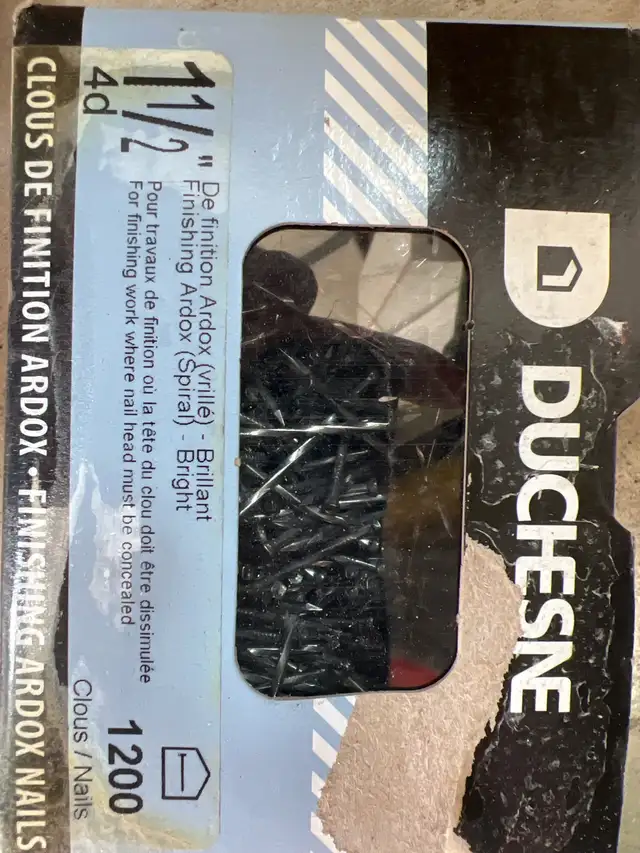 DUCHESNE
1 1/2"
4d
De finition Ardox (vrillé) - Brillant
Finishing Ardox (Spiral) - Bright
Pour travaux de finition où la tête du clou doit être dissimulée
For finishing work where nail head must be concealed
1200
Clous / Nails
CLOUS DE FINITION ARDOX • FINISHING ARDOX NAILS